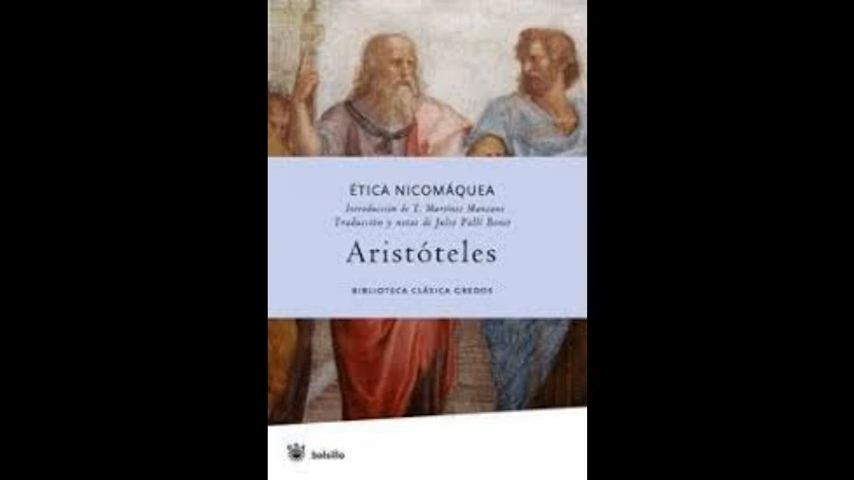 ÉTICA NICOMÁQUEA
Introducción de T. Martínez Manzano
Traducción y notas de Julio Pallí Bonet
Aristóteles
BIBLIOTECA CLÁSICA GREDOS
bolsillo